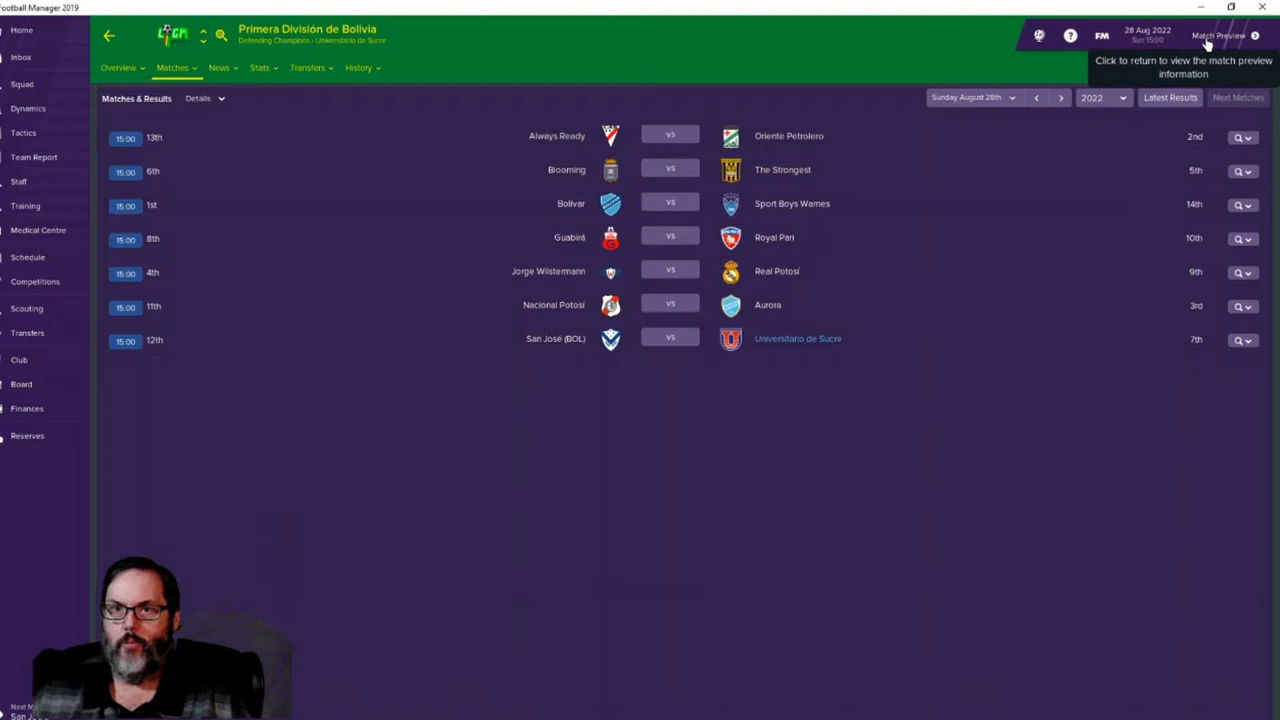 Football Manager 2019
Home
Inbox
Squad
Dynamics
Tactics
Team Report
Staff
Training
Medical Centre
Schedule
Competitions
Scouting
Transfers
Club
Board
Finances
Reserves
Primera División de Bolivia
Defending Champions - Universitario de Sucre
FM
28 Aug 2022
Sun 15:00
Match Preview
Click to return to view the match preview
information
Overview Matches News Stats Transfers History
Matches & Results Details Sunday August 28th 2022 Latest Results Next Matches
15:00 13th Always Ready vs Oriente Petrolero 2nd
15:00 6th Blooming vs The Strongest 5th
15:00 1st Bolívar vs Sport Boys Warnes 14th
15:00 8th Guabirá vs Royal Pari 10th
15:00 4th Jorge Wilstermann vs Real Potosí 9th
15:00 11th Nacional Potosí vs Aurora 3rd
15:00 12th San José (BOL) vs Universitario de Sucre 7th